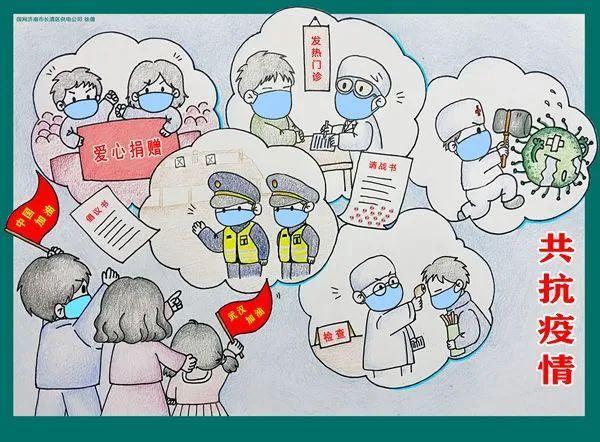 国网济南市长清区供电公司 徐倩
发热门诊
爱心捐赠
请战书
倡议书
中国
加油
武汉
加油
检查
共抗疫情